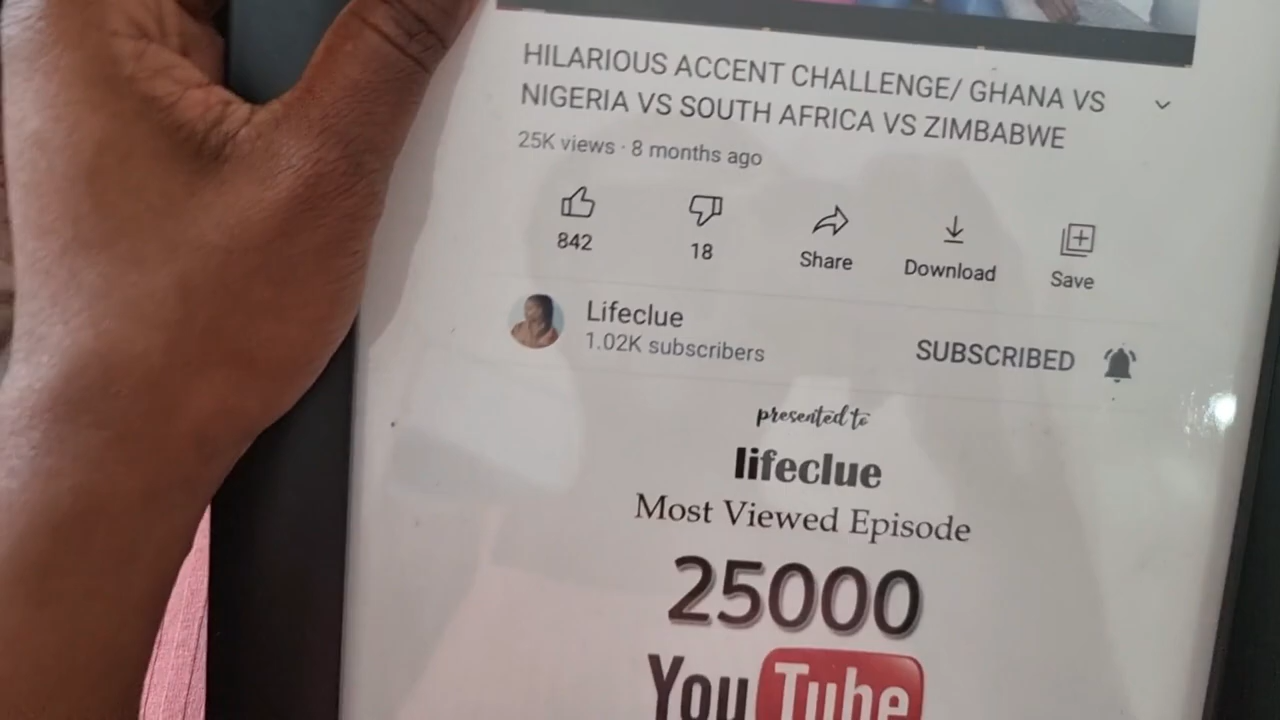 HILARIOUS ACCENT CHALLENGE/ GHANA VS
NIGERIA VS SOUTH AFRICA VS ZIMBABWE
25K views · 8 months ago
842
18
Share
Download
Save
Lifeclue
1.02K subscribers
SUBSCRIBED
presented to
lifeclue
Most Viewed Episode
25000
YouTube